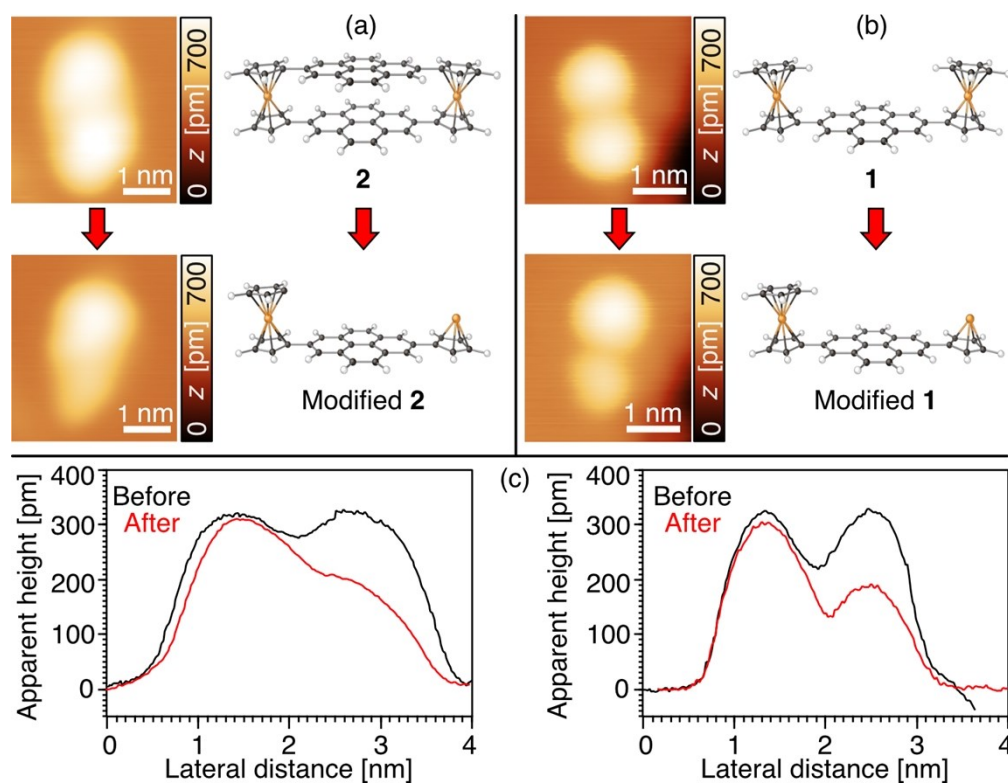 (a)
0 z [pm] 700
1 nm
2
0 z [pm] 700
1 nm
Modified 2
(b)
0 z [pm] 700
1 nm
1
0 z [pm] 700
1 nm
Modified 1
(c)
Apparent height [pm]
400
300
200
100
0
Before
After
0 1 2 3 4
Lateral distance [nm]
Apparent height [pm]
400
300
200
100
0
Before
After
0 1 2 3 4
Lateral distance [nm]